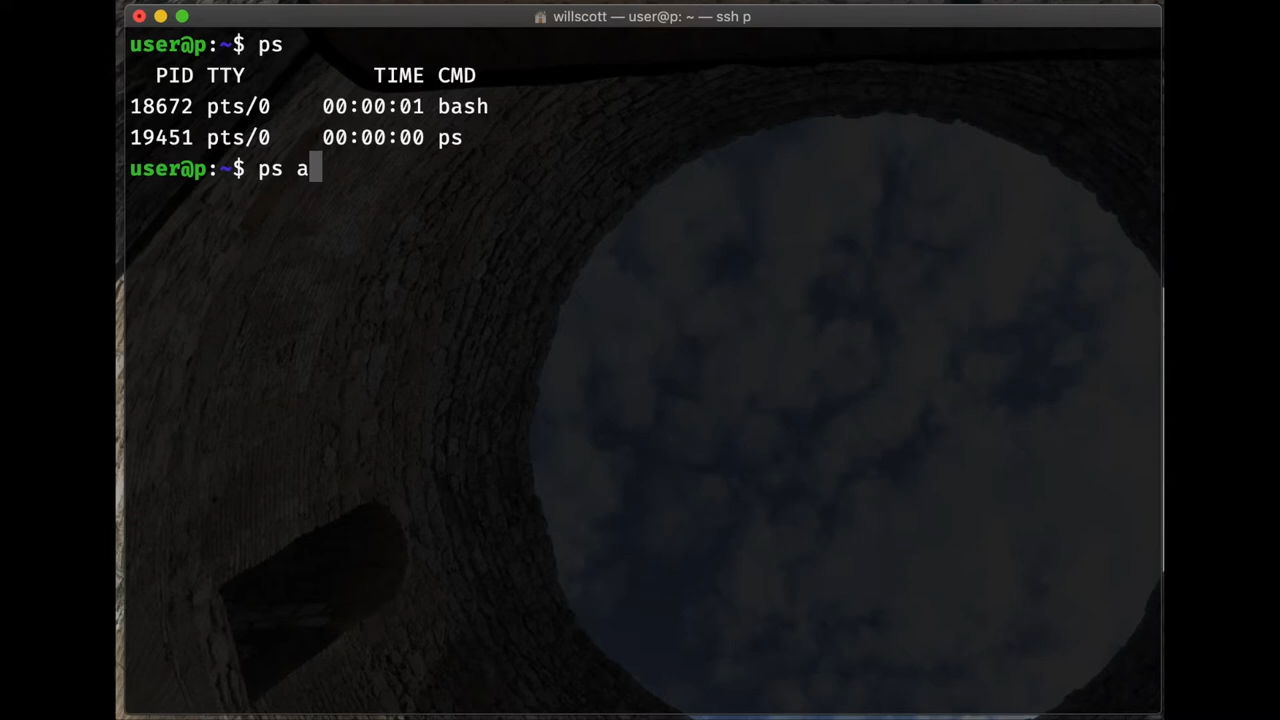 willscott — user@p: ~ — ssh p
user@p:~$ ps
  PID TTY          TIME CMD
18672 pts/0    00:00:01 bash
19451 pts/0    00:00:00 ps
user@p:~$ ps a